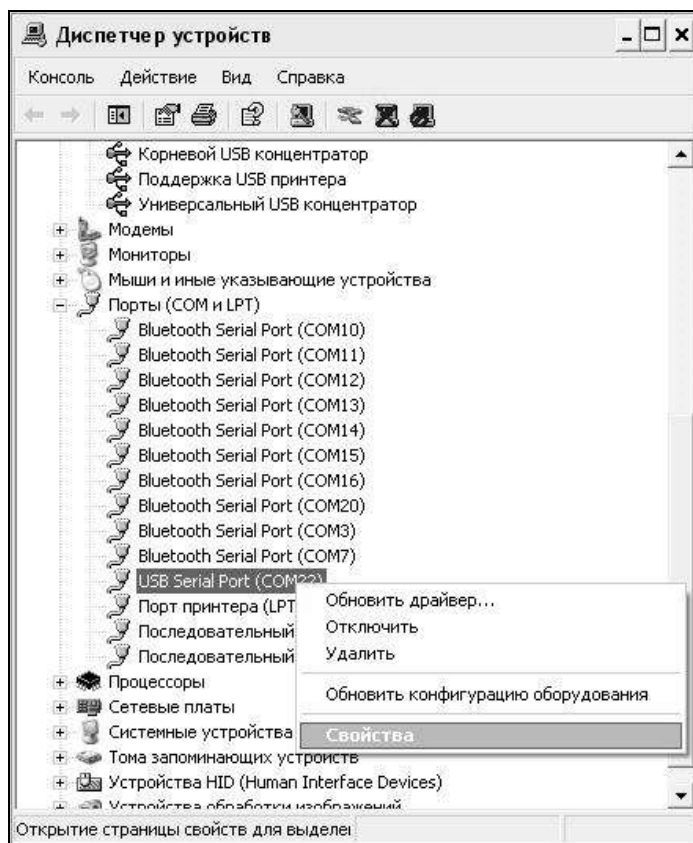 Диспетчер устройств
Консоль Действие Вид Справка
Корневой USB концентратор
Поддержка USB принтера
Универсальный USB концентратор
Модемы
Мониторы
Мыши и иные указывающие устройства
Порты (COM и LPT)
Bluetooth Serial Port (COM10)
Bluetooth Serial Port (COM11)
Bluetooth Serial Port (COM12)
Bluetooth Serial Port (COM13)
Bluetooth Serial Port (COM14)
Bluetooth Serial Port (COM15)
Bluetooth Serial Port (COM16)
Bluetooth Serial Port (COM20)
Bluetooth Serial Port (COM3)
Bluetooth Serial Port (COM7)
USB Serial Port (COM22)
Порт принтера (LPT
Последовательный
Последовательный
Обновить драйвер...
Отключить
Удалить
Обновить конфигурацию оборудования
Свойства
Процессоры
Сетевые платы
Системные устройства
Тома запоминающих устройств
Устройства HID (Human Interface Devices)
Устройства обработки изображений
Открытие страницы свойств для выделе